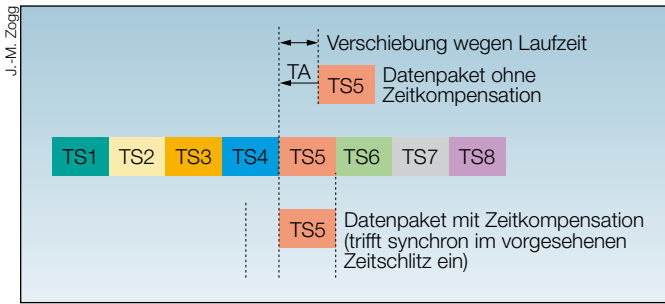 J.-M. Zogg
Verschiebung wegen Laufzeit
TA
TS5
Datenpaket ohne
Zeitkompensation
TS1 TS2 TS3 TS4 TS5 TS6 TS7 TS8
TS5
Datenpaket mit Zeitkompensation
(trifft synchron im vorgesehenen
Zeitschlitz ein)